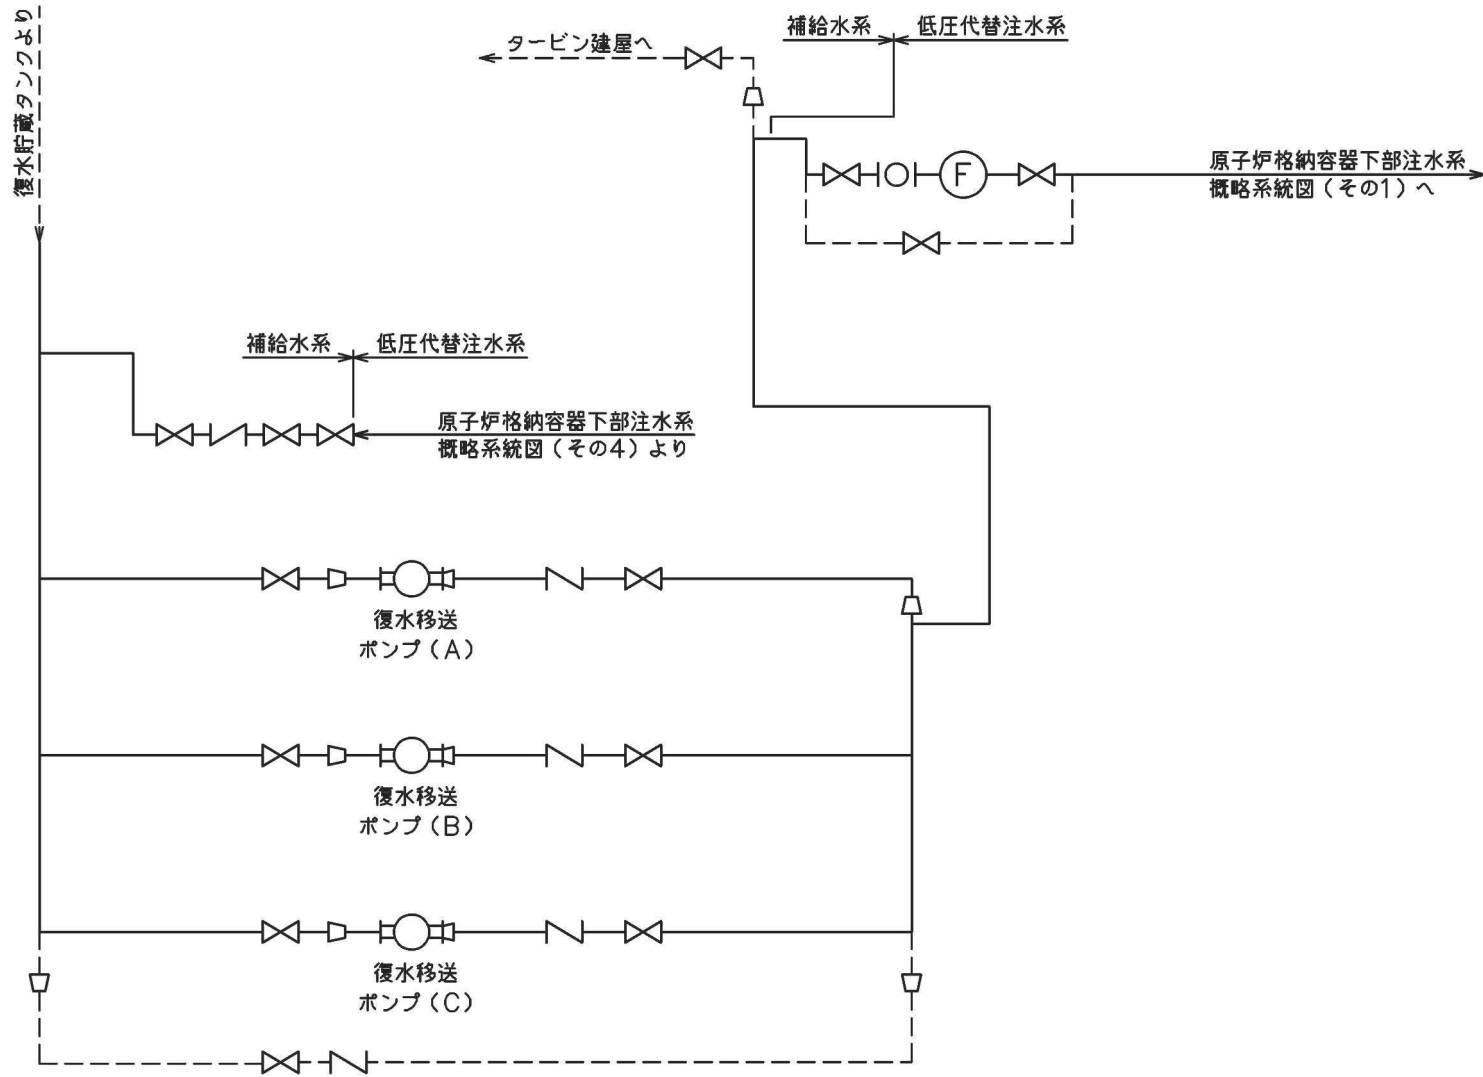 復水貯蔵タンクより
タービン建屋へ
補給水系
低圧代替注水系
F
原子炉格納容器下部注水系
概略系統図（その1）へ
補給水系
低圧代替注水系
原子炉格納容器下部注水系
概略系統図（その4）より
復水移送
ポンプ（A）
復水移送
ポンプ（B）
復水移送
ポンプ（C）